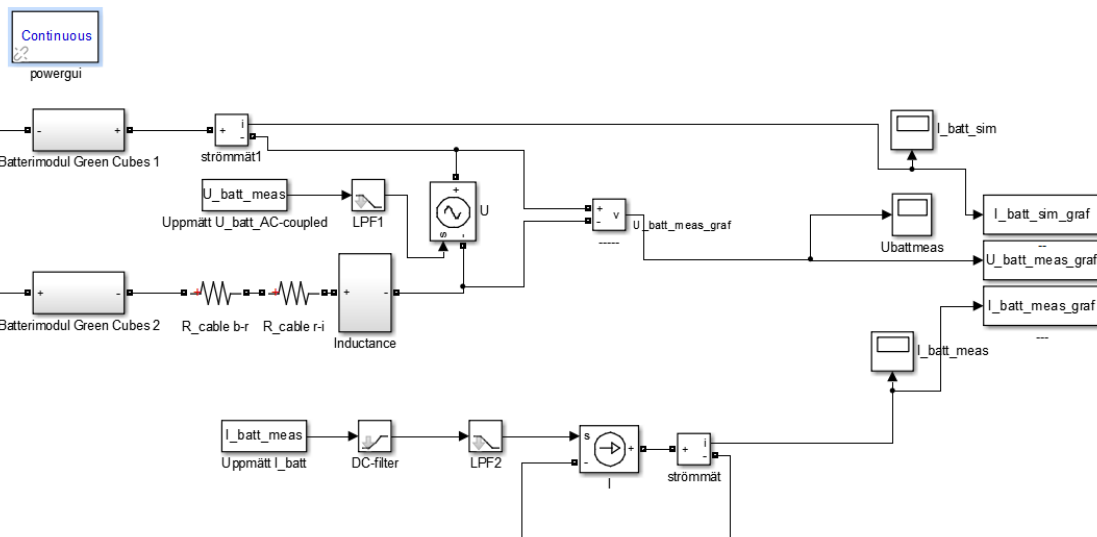 Continuous
powergui
- +
Batterimodul Green Cubes 1
+ i -
strömmät1
I_batt_sim
U_batt_meas
Uppmätt U_batt_AC-coupled
LPF1
+ s -
U
+ - v
U_batt_meas_graf
-----
Ubattmeas
I_batt_sim_graf
--
U_batt_meas_graf
I_batt_meas_graf
---
+ -
Batterimodul Green Cubes 2
+
R_cable b-r
+
R_cable r-i
+ -
Inductance
I_batt_meas
I_batt_meas
Uppmätt I_batt
DC-filter
LPF2
s - +
I
+ i -
strömmät